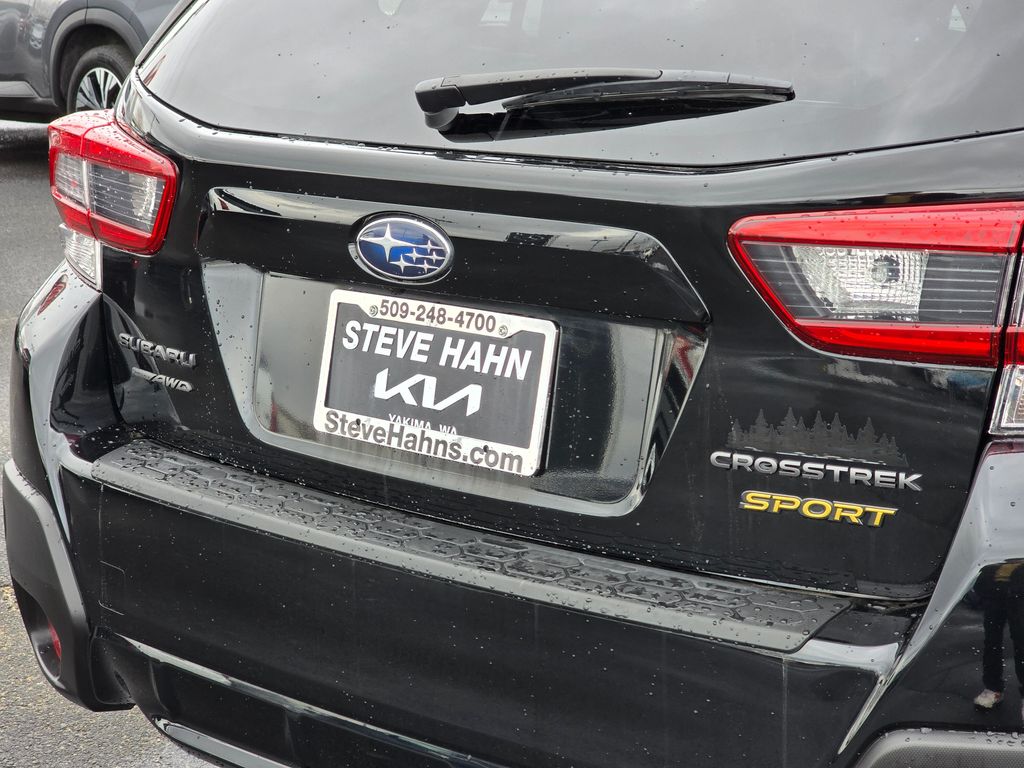 509-248-4700
STEVE HAHN
KIA
YAKIMA, WA
SteveHahns.com
SUBARU
AWD
CROSSTREK
SPORT